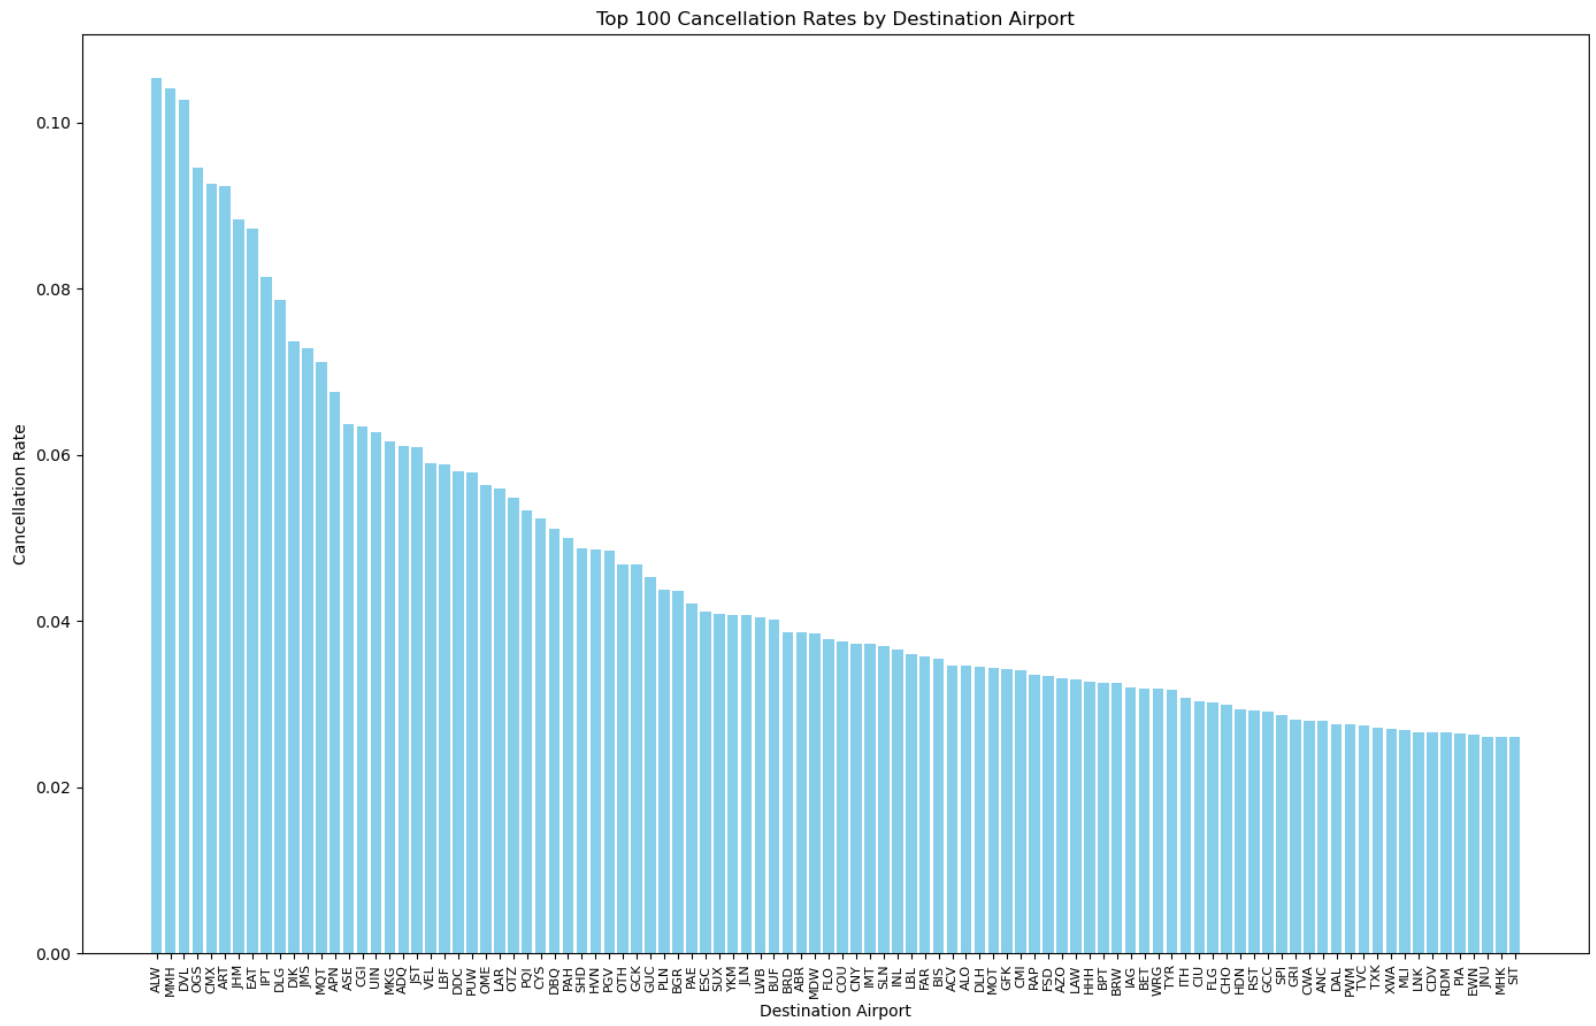 Top 100 Cancellation Rates by Destination Airport
0.10
0.08
0.06
0.04
0.02
0.00
Cancellation Rate
ALW
MMH
DVL
OGS
CMX
ART
JHM
EAT
IPT
DLG
DIK
JMS
MQT
APN
ASE
CGI
UIN
MKG
ADQ
JST
VEL
LBF
DDC
PUW
OME
LAR
OTZ
PQI
CYS
DBQ
PAH
SHD
HVN
PGV
OTH
GCK
GUC
PLN
BGR
PAE
ESC
SUX
YKM
JLN
LWB
BUF
BRD
ABR
MDW
FLO
COU
CNY
IMT
SLN
INL
LBL
FAR
BIS
ACV
ALO
DLH
MOT
GFK
CMI
RAP
FSD
AZO
LAW
HHH
BPT
BRW
IAG
BET
WRG
TYR
ITH
CIU
FLG
CHO
HDN
RST
GCC
SPI
GRI
CWA
ANC
DAL
PWM
TVC
TXK
XWA
MLI
LNK
CDV
RDM
PIA
EWN
JNU
MHK
SIT
Destination Airport